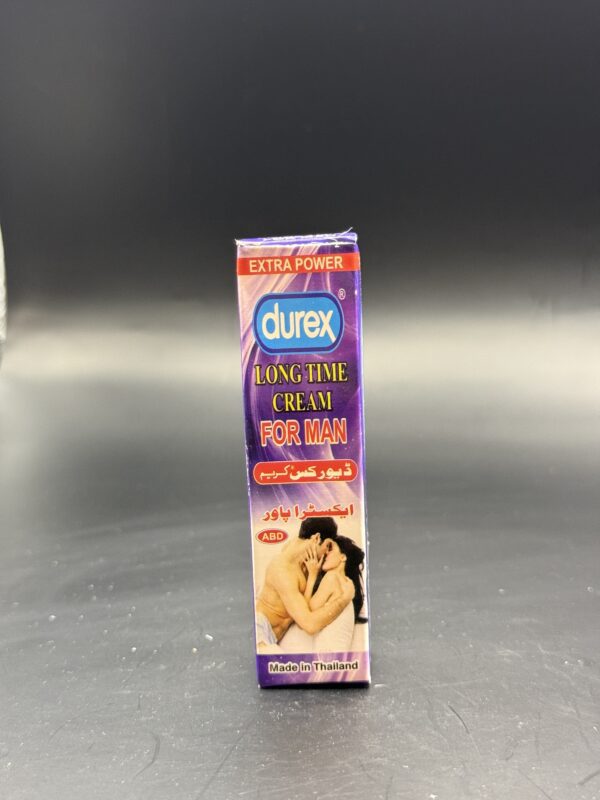 EXTRA POWER
durex®
LONG TIME
CREAM
FOR MAN
ڈیورکس کریم
ایکسٹرا پاور
ABD
Made in Thailand